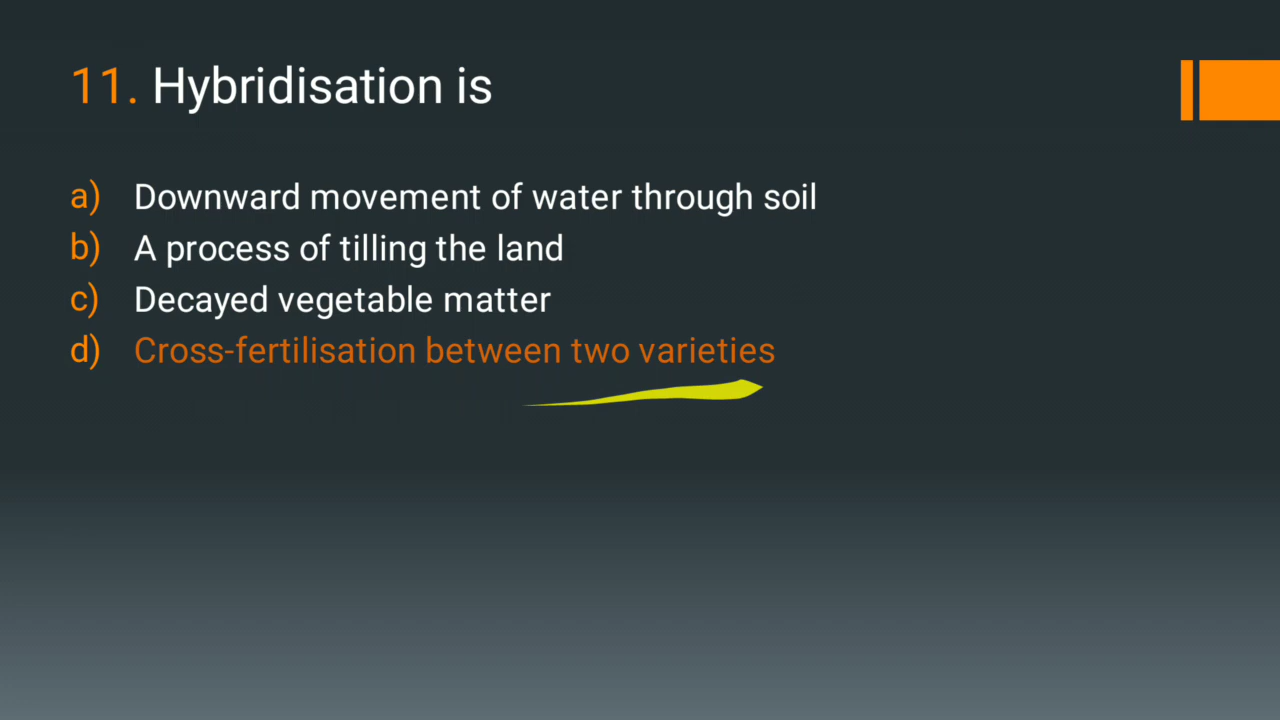 11. Hybridisation is
a) Downward movement of water through soil
b) A process of tilling the land
c) Decayed vegetable matter
d) Cross-fertilisation between two varieties